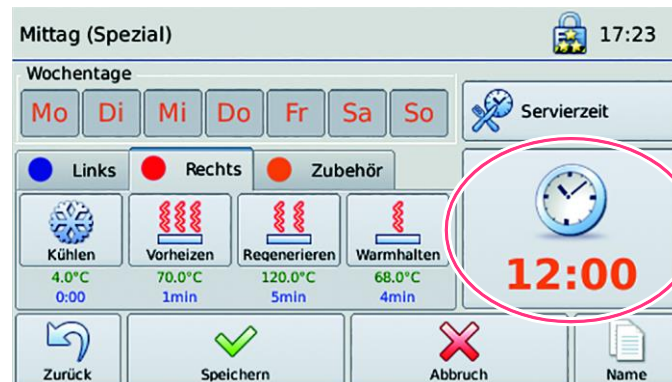 Mittag (Spezial) 17:23
Wochentage
Mo Di Mi Do Fr Sa So
Servierzeit
Links Rechts Zubehör
Kühlen Vorheizen Regenerieren Warmhalten
4.0°C 70.0°C 120.0°C 68.0°C
0:00 1min 5min 4min
12:00
Zurück Speichern Abbruch Name